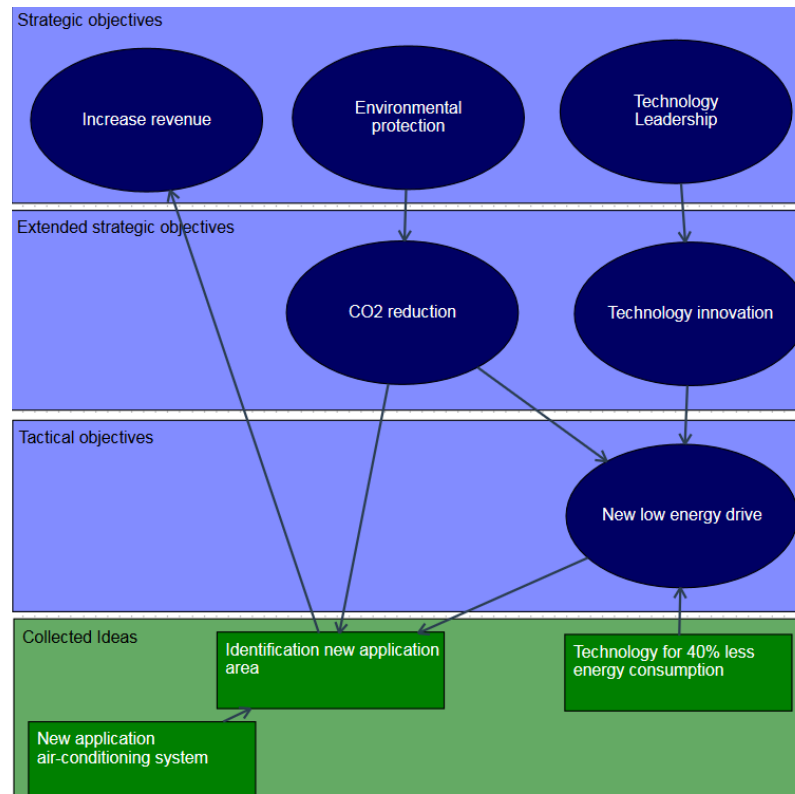 Strategic objectives
Increase revenue
Environmental
protection
Technology
Leadership
Extended strategic objectives
CO2 reduction
Technology innovation
Tactical objectives
New low energy drive
Collected Ideas
Identification new application
area
Technology for 40% less
energy consumption
New application
air-conditioning system